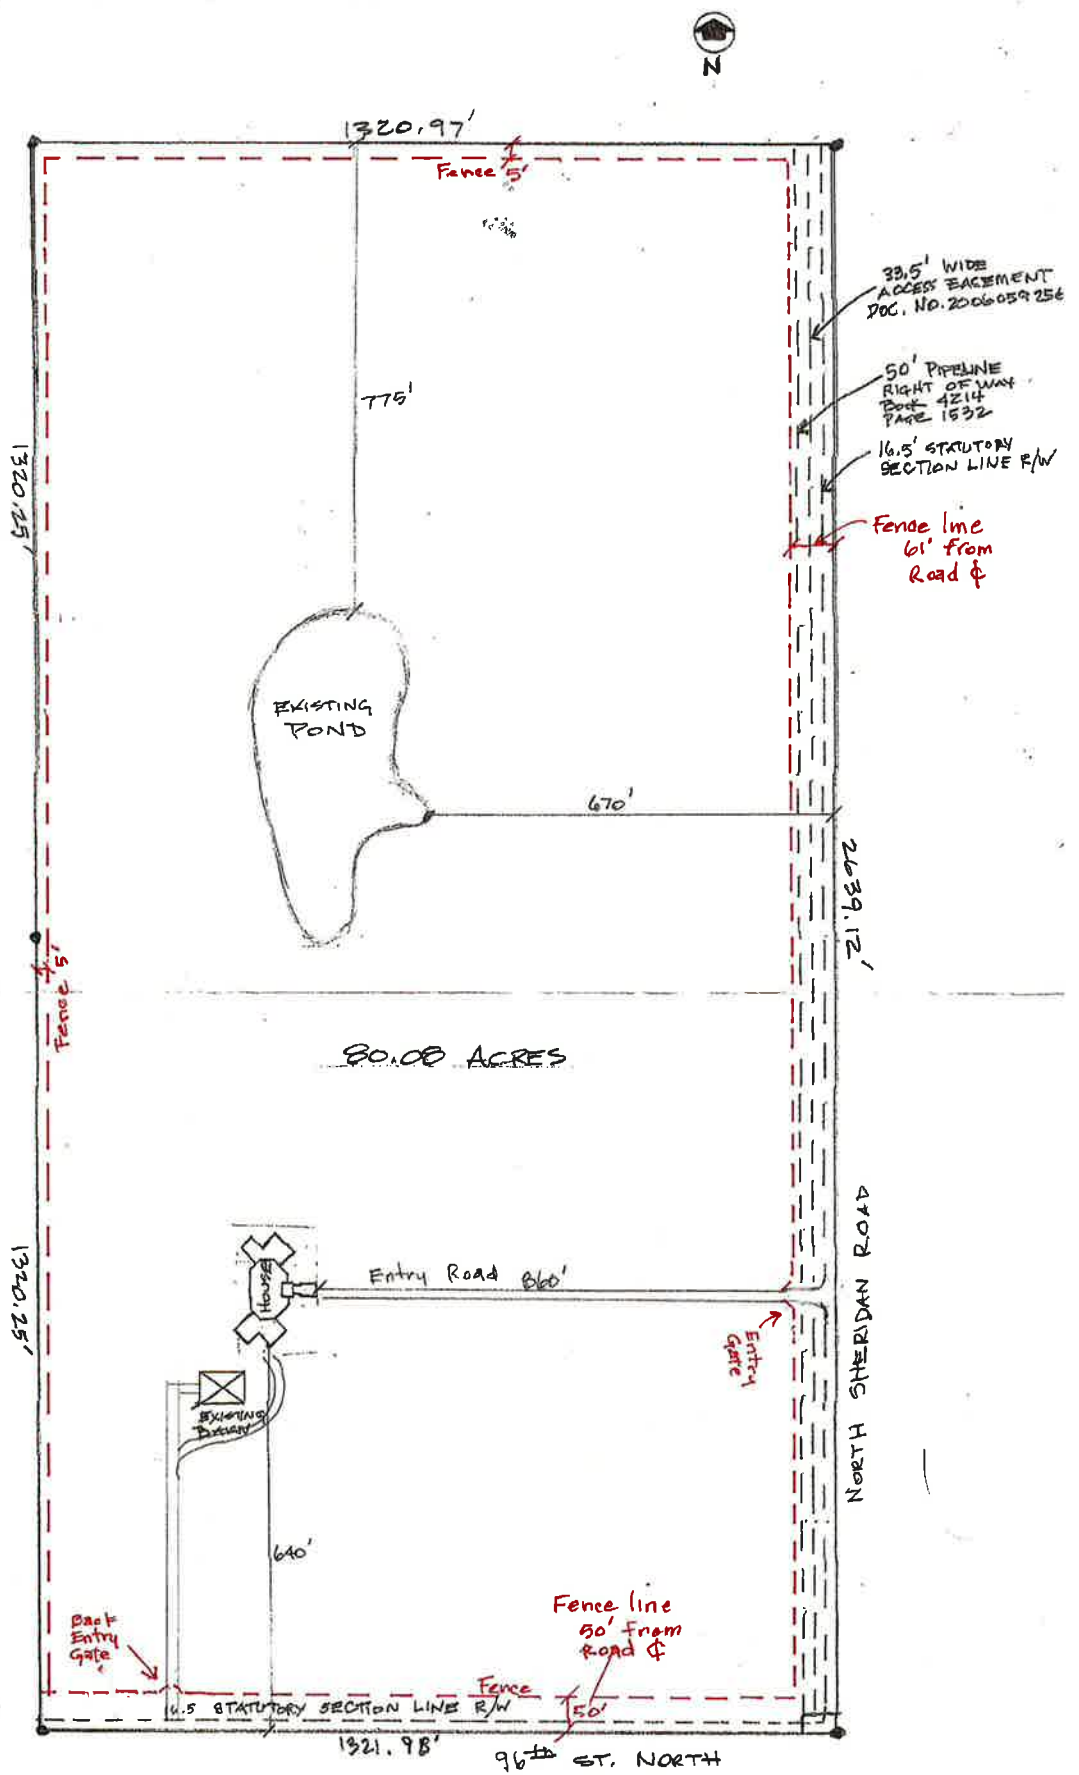 N
1320.97'
Fence 5'
33.5' WIDE
ACCESS EASEMENT
DOC. NO. 2006059256
50' PIPELINE
RIGHT OF WAY
BOOK 4214
PAGE 1532
16.5' STATUTORY
SECTION LINE R/W
775'
1320.25'
Fence line
61' from
Road ℄
EXISTING
POND
670'
2639.12'
Fence 5'
80.08 ACRES
1320.25'
House
Entry Road 860'
Entry
Gate
NORTH SHERIDAN ROAD
EXISTING
640'
Back
Entry
Gate
Fence line
50' from
Road ℄
Fence
6.5 STATUTORY SECTION LINE R/W
50'
1321.98'
96th ST. NORTH